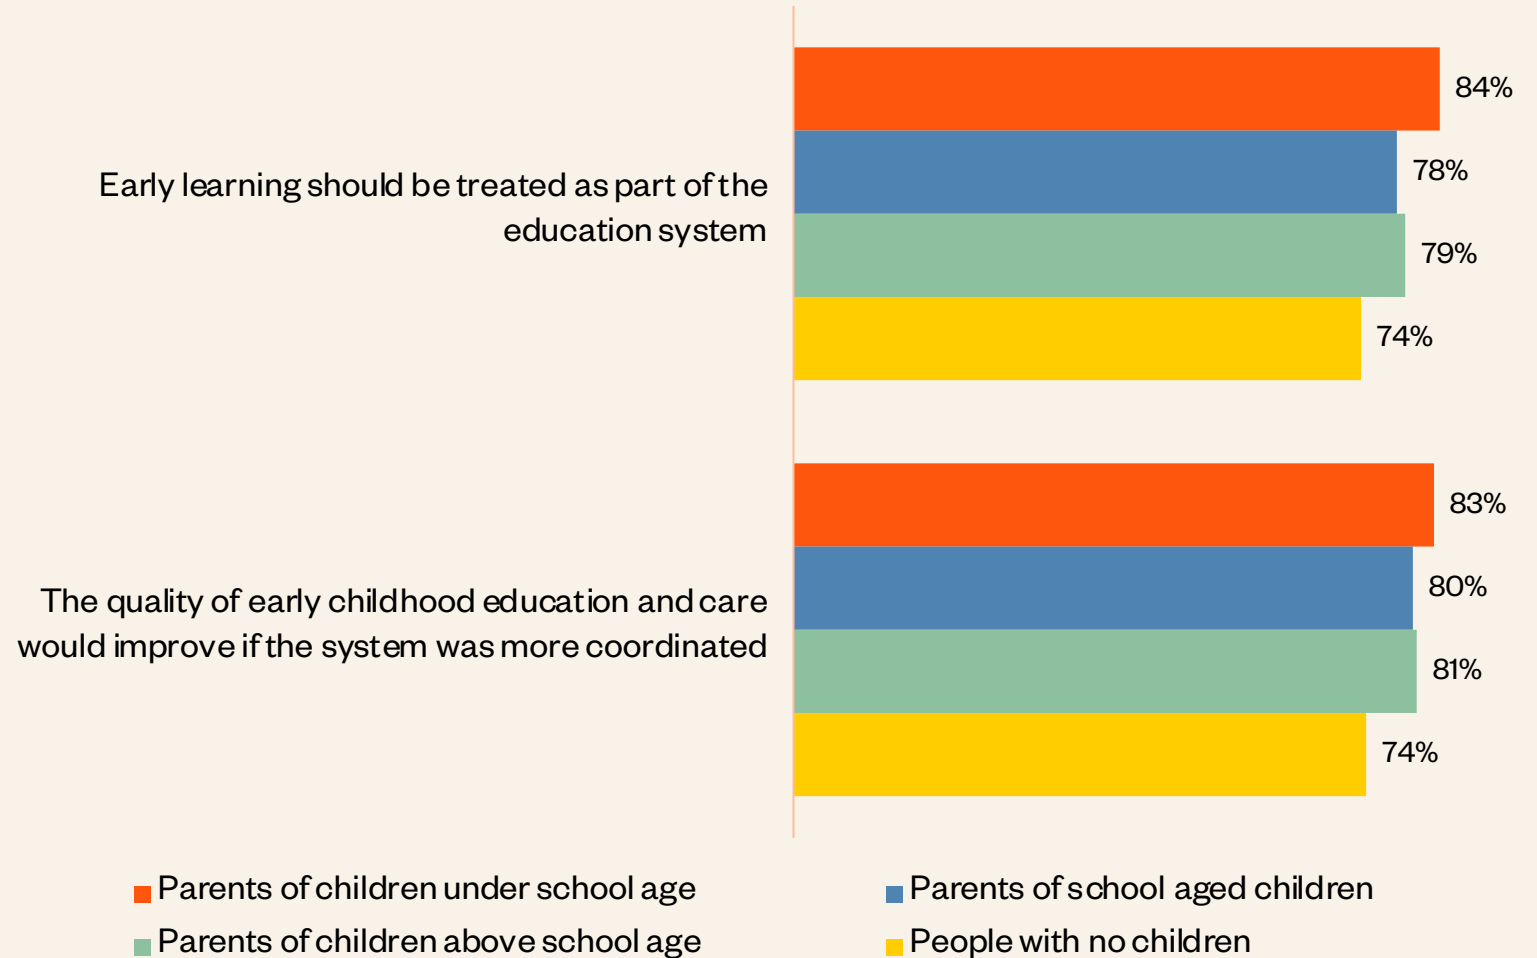 84%
78%
Early learning should be treated as part of the
education system
79%
74%
83%
80%
The quality of early childhood education and care
would improve if the system was more coordinated
81%
74%
Parents of children under school age
Parents of school aged children
Parents of children above school age
People with no children